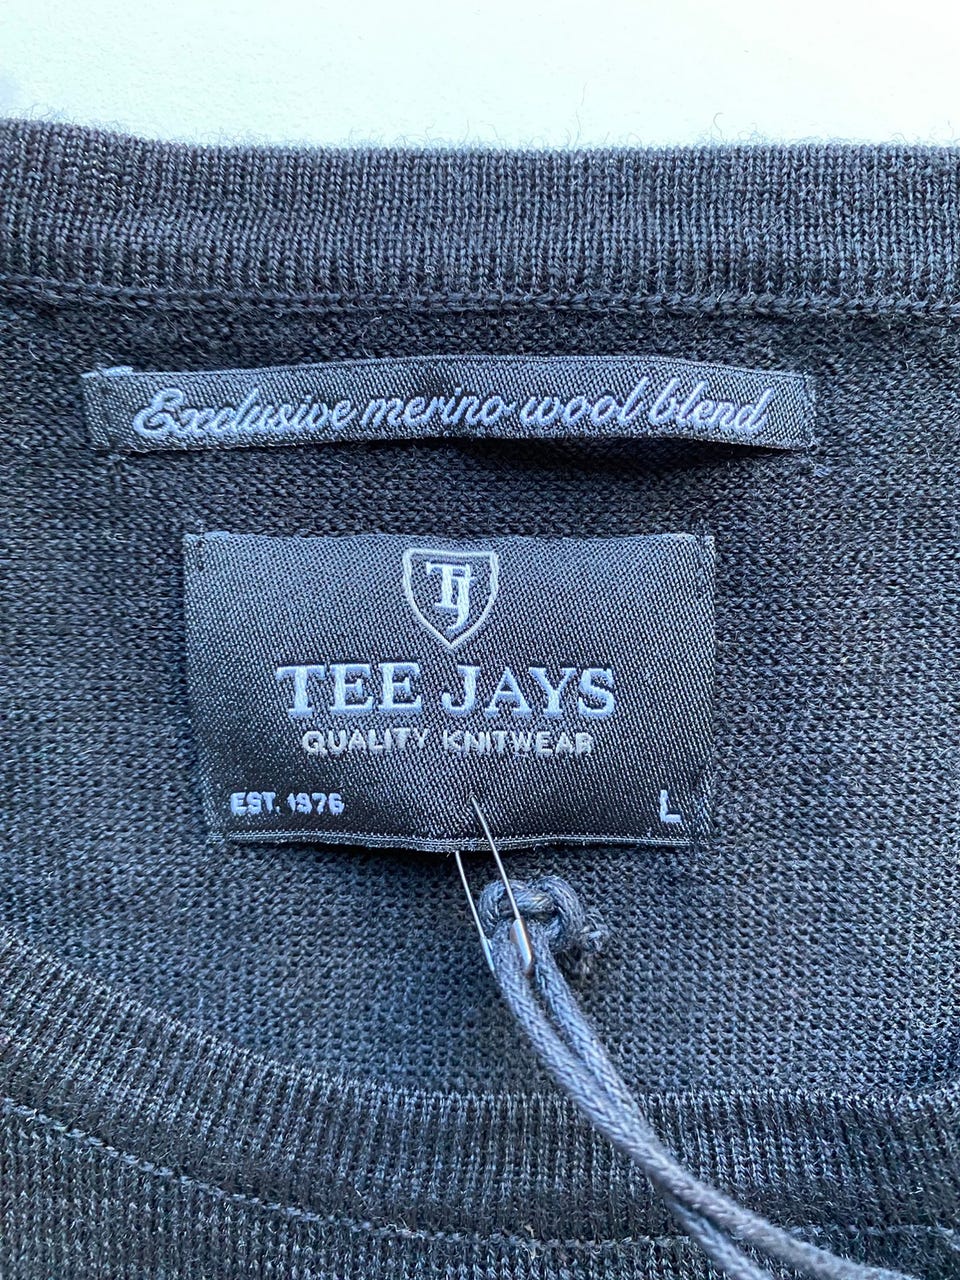 Exclusive merino wool blend
TJ
TEE JAYS
QUALITY KNITWEAR
EST. 1976 L